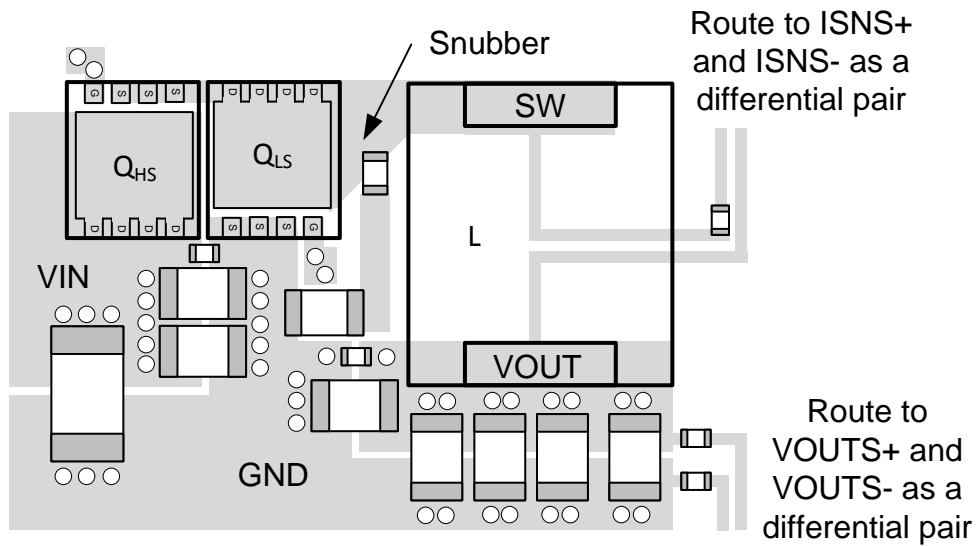 Snubber
Route to ISNS+
and ISNS- as a
differential pair
G S S S
D D D D
SW
QHS
QLS
D D D D
S S S G
L
VIN
VOUT
GND
Route to
VOUTS+ and
VOUTS- as a
differential pair